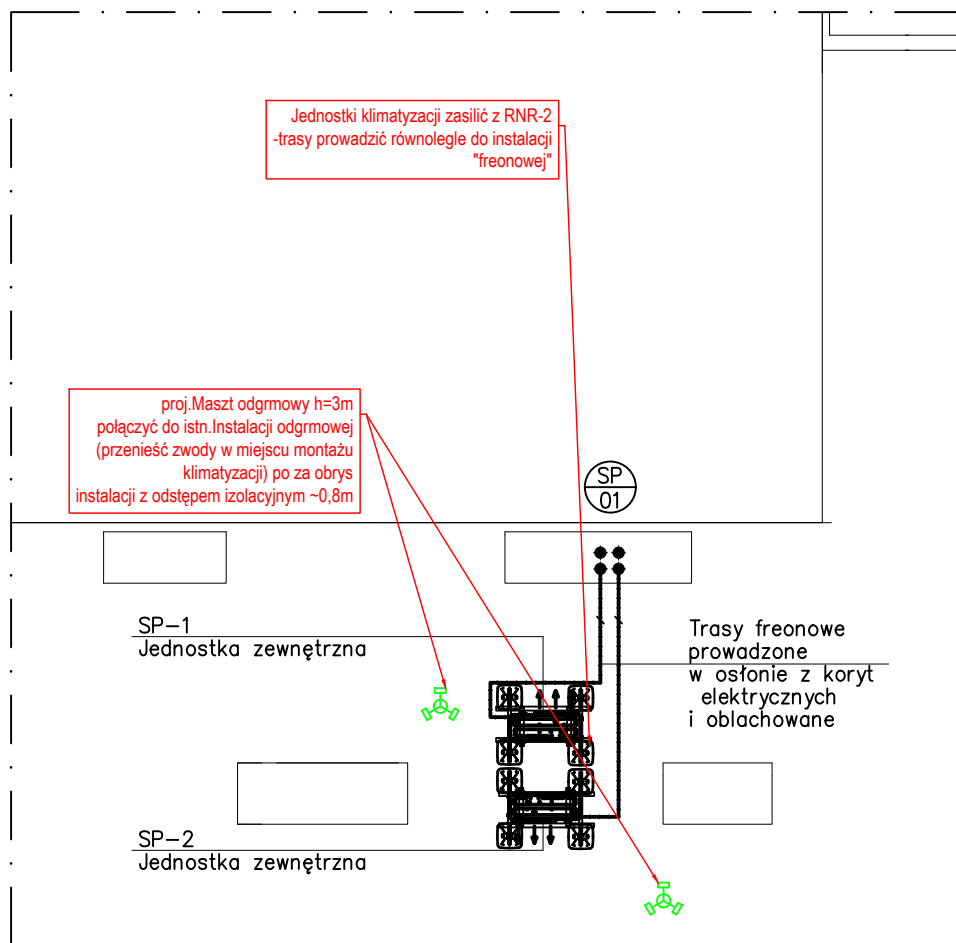 Jednostki klimatyzacji zasilić z RNR-2
-trasy prowadzić równolegle do instalacji
"freonowej"
proj.Maszt odgrmowy h=3m
połączyć do istn.Instalacji odgrmowej
(przenieść zwody w miejscu montażu
klimatyzacji) po za obrys
instalacji z odstępem izolacyjnym ~0,8m
SP
01
SP-1
Jednostka zewnętrzna
Trasy freonowe
prowadzone
w osłonie z koryt
elektrycznych
i oblachowane
SP-2
Jednostka zewnętrzna